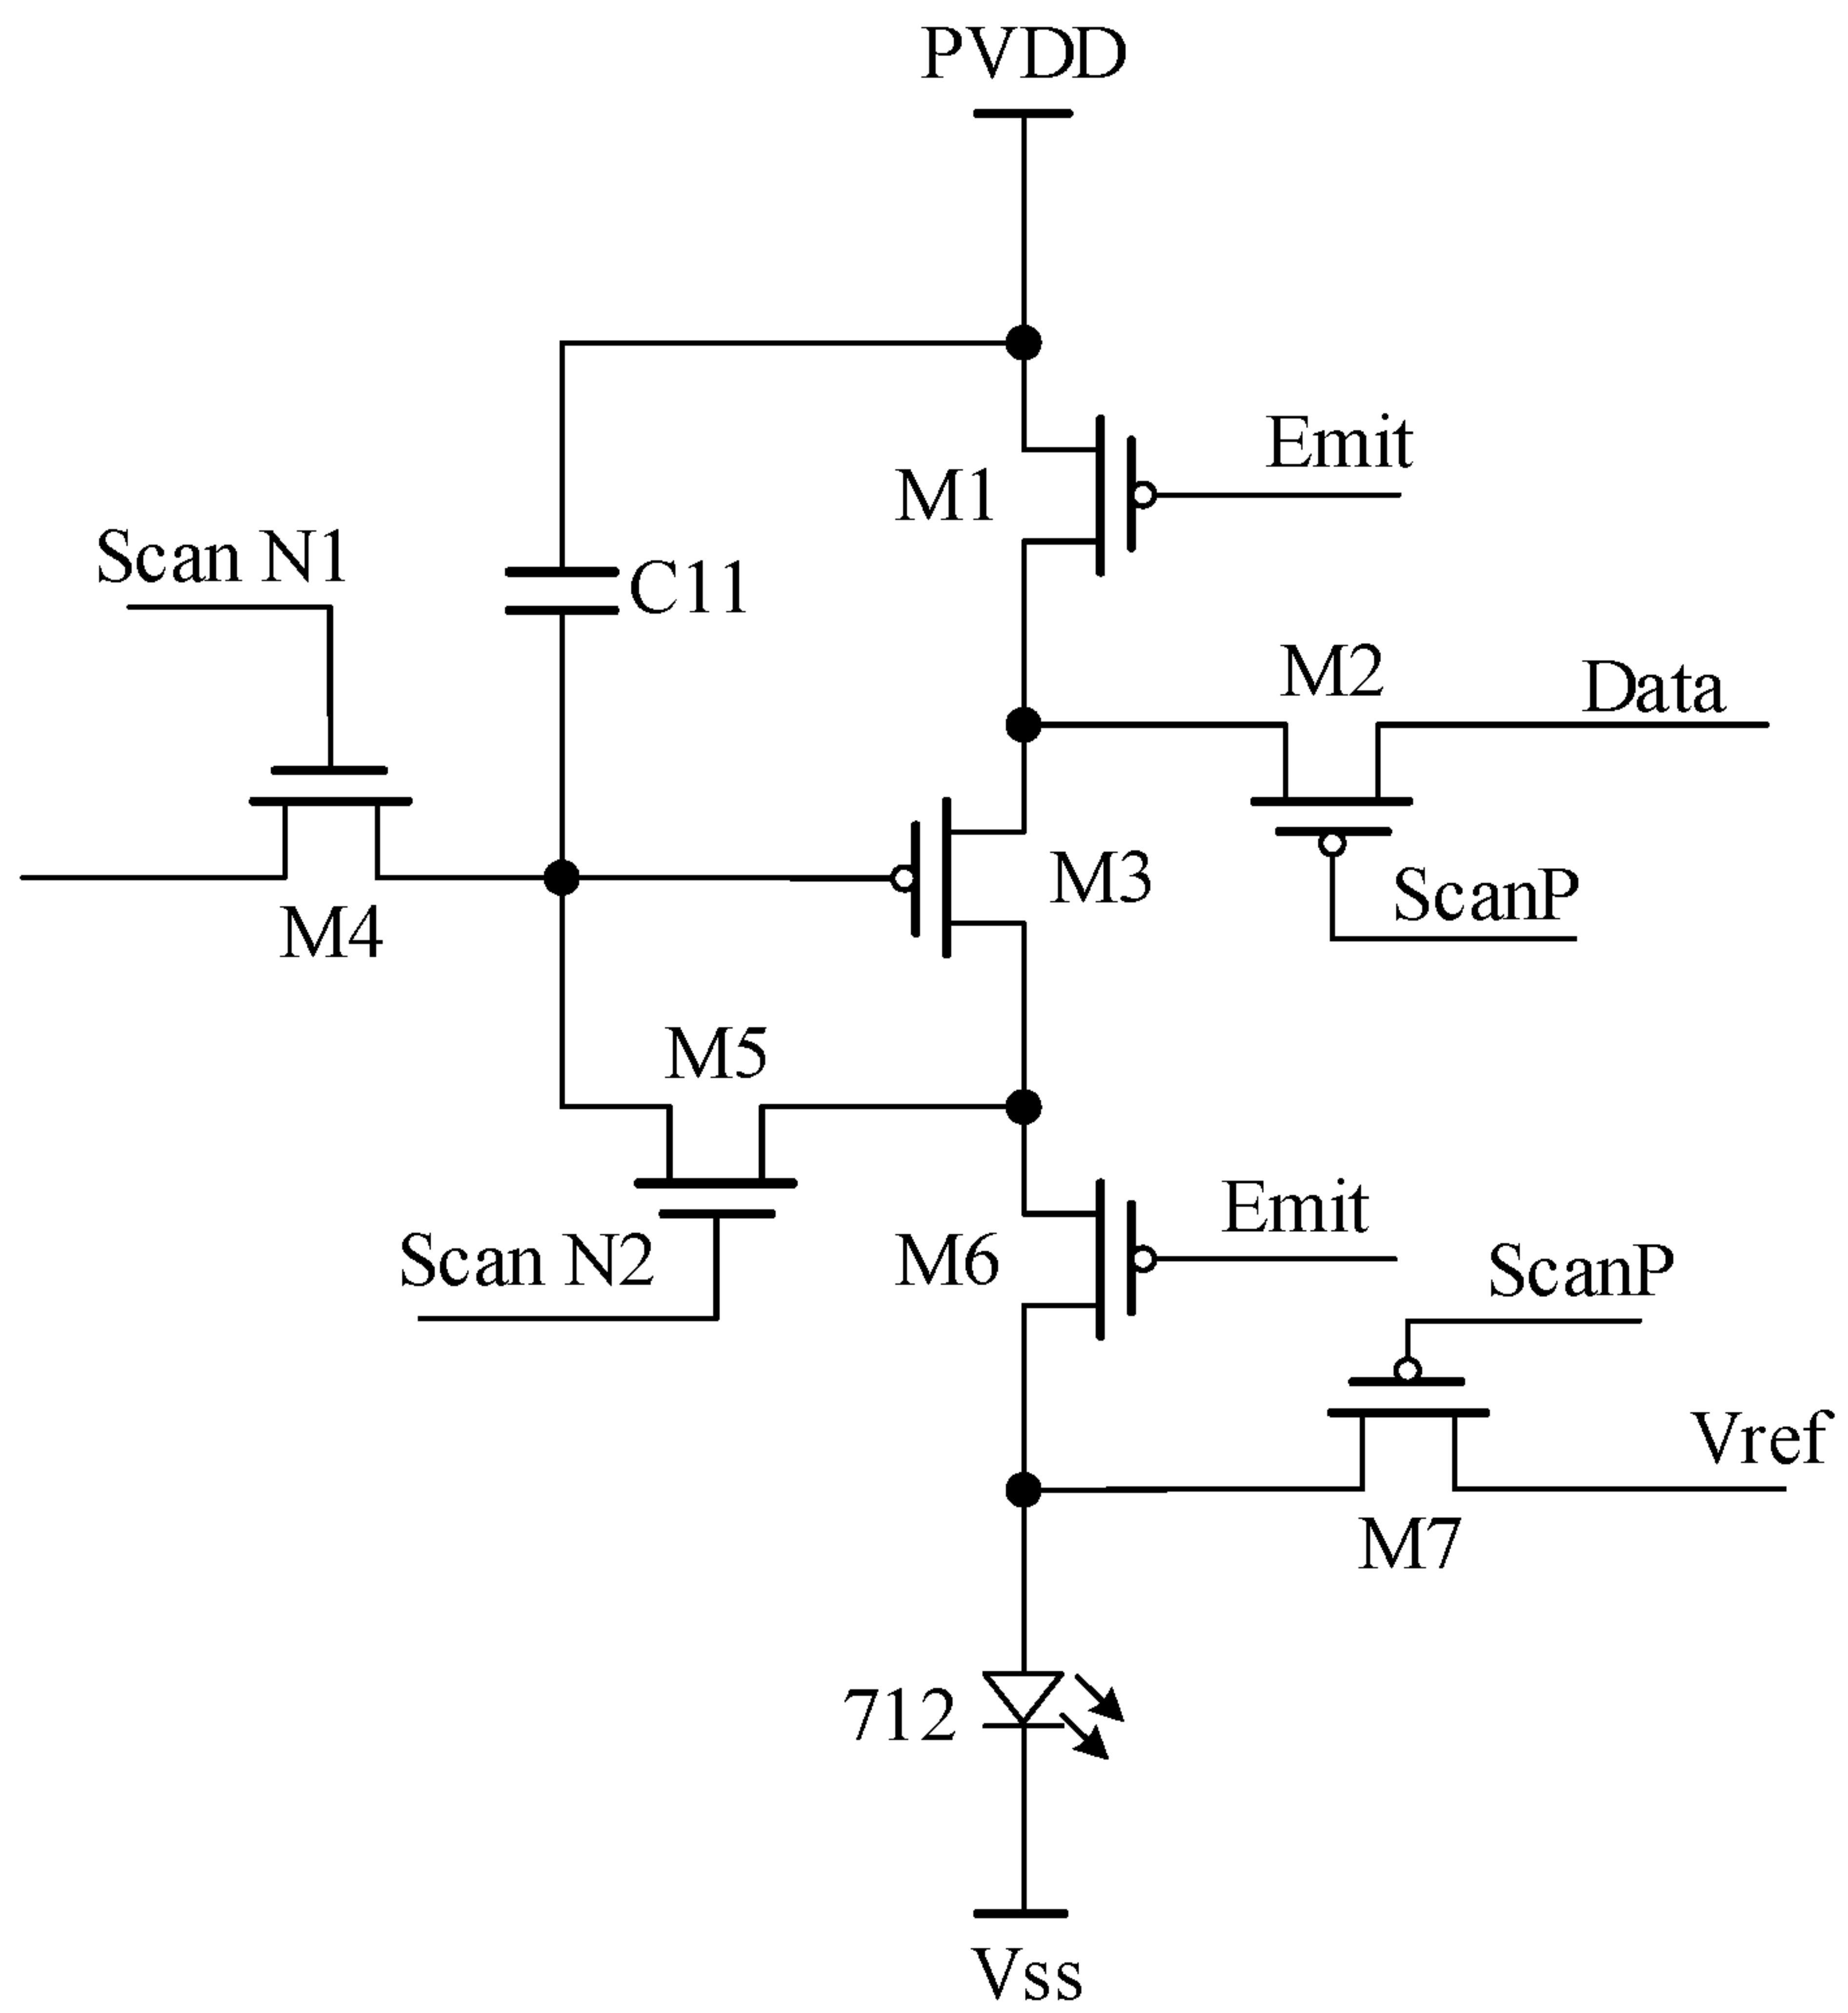 PVDD
Emit
M1
Scan N1
C11
M2
Data
M3
ScanP
M4
M5
Emit
Scan N2
M6
ScanP
Vref
M7
712
Vss